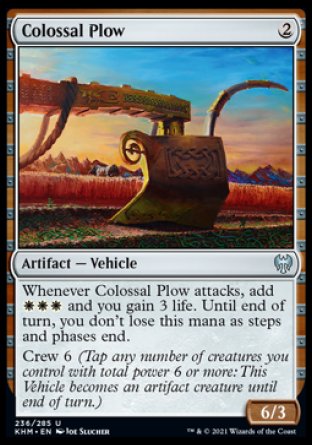 Colossal Plow 2
Artifact — Vehicle
Whenever Colossal Plow attacks, add
and you gain 3 life. Until end of
turn, you don't lose this mana as steps
and phases end.
Crew 6 (Tap any number of creatures you
control with total power 6 or more: This
Vehicle becomes an artifact creature until
end of turn.)
6/3
236/285 U
KHM • EN Joe Slucher
™ & © 2021 Wizards of the Coast